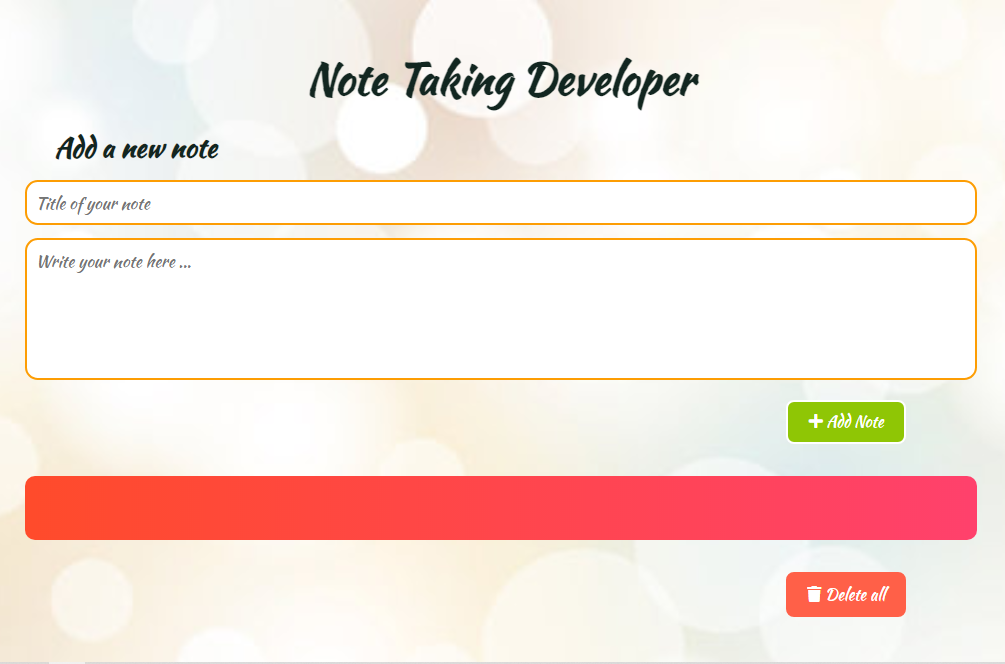 Note Taking Developer
Add a new note
Title of your note
Write your note here ...
Add Note
Delete all